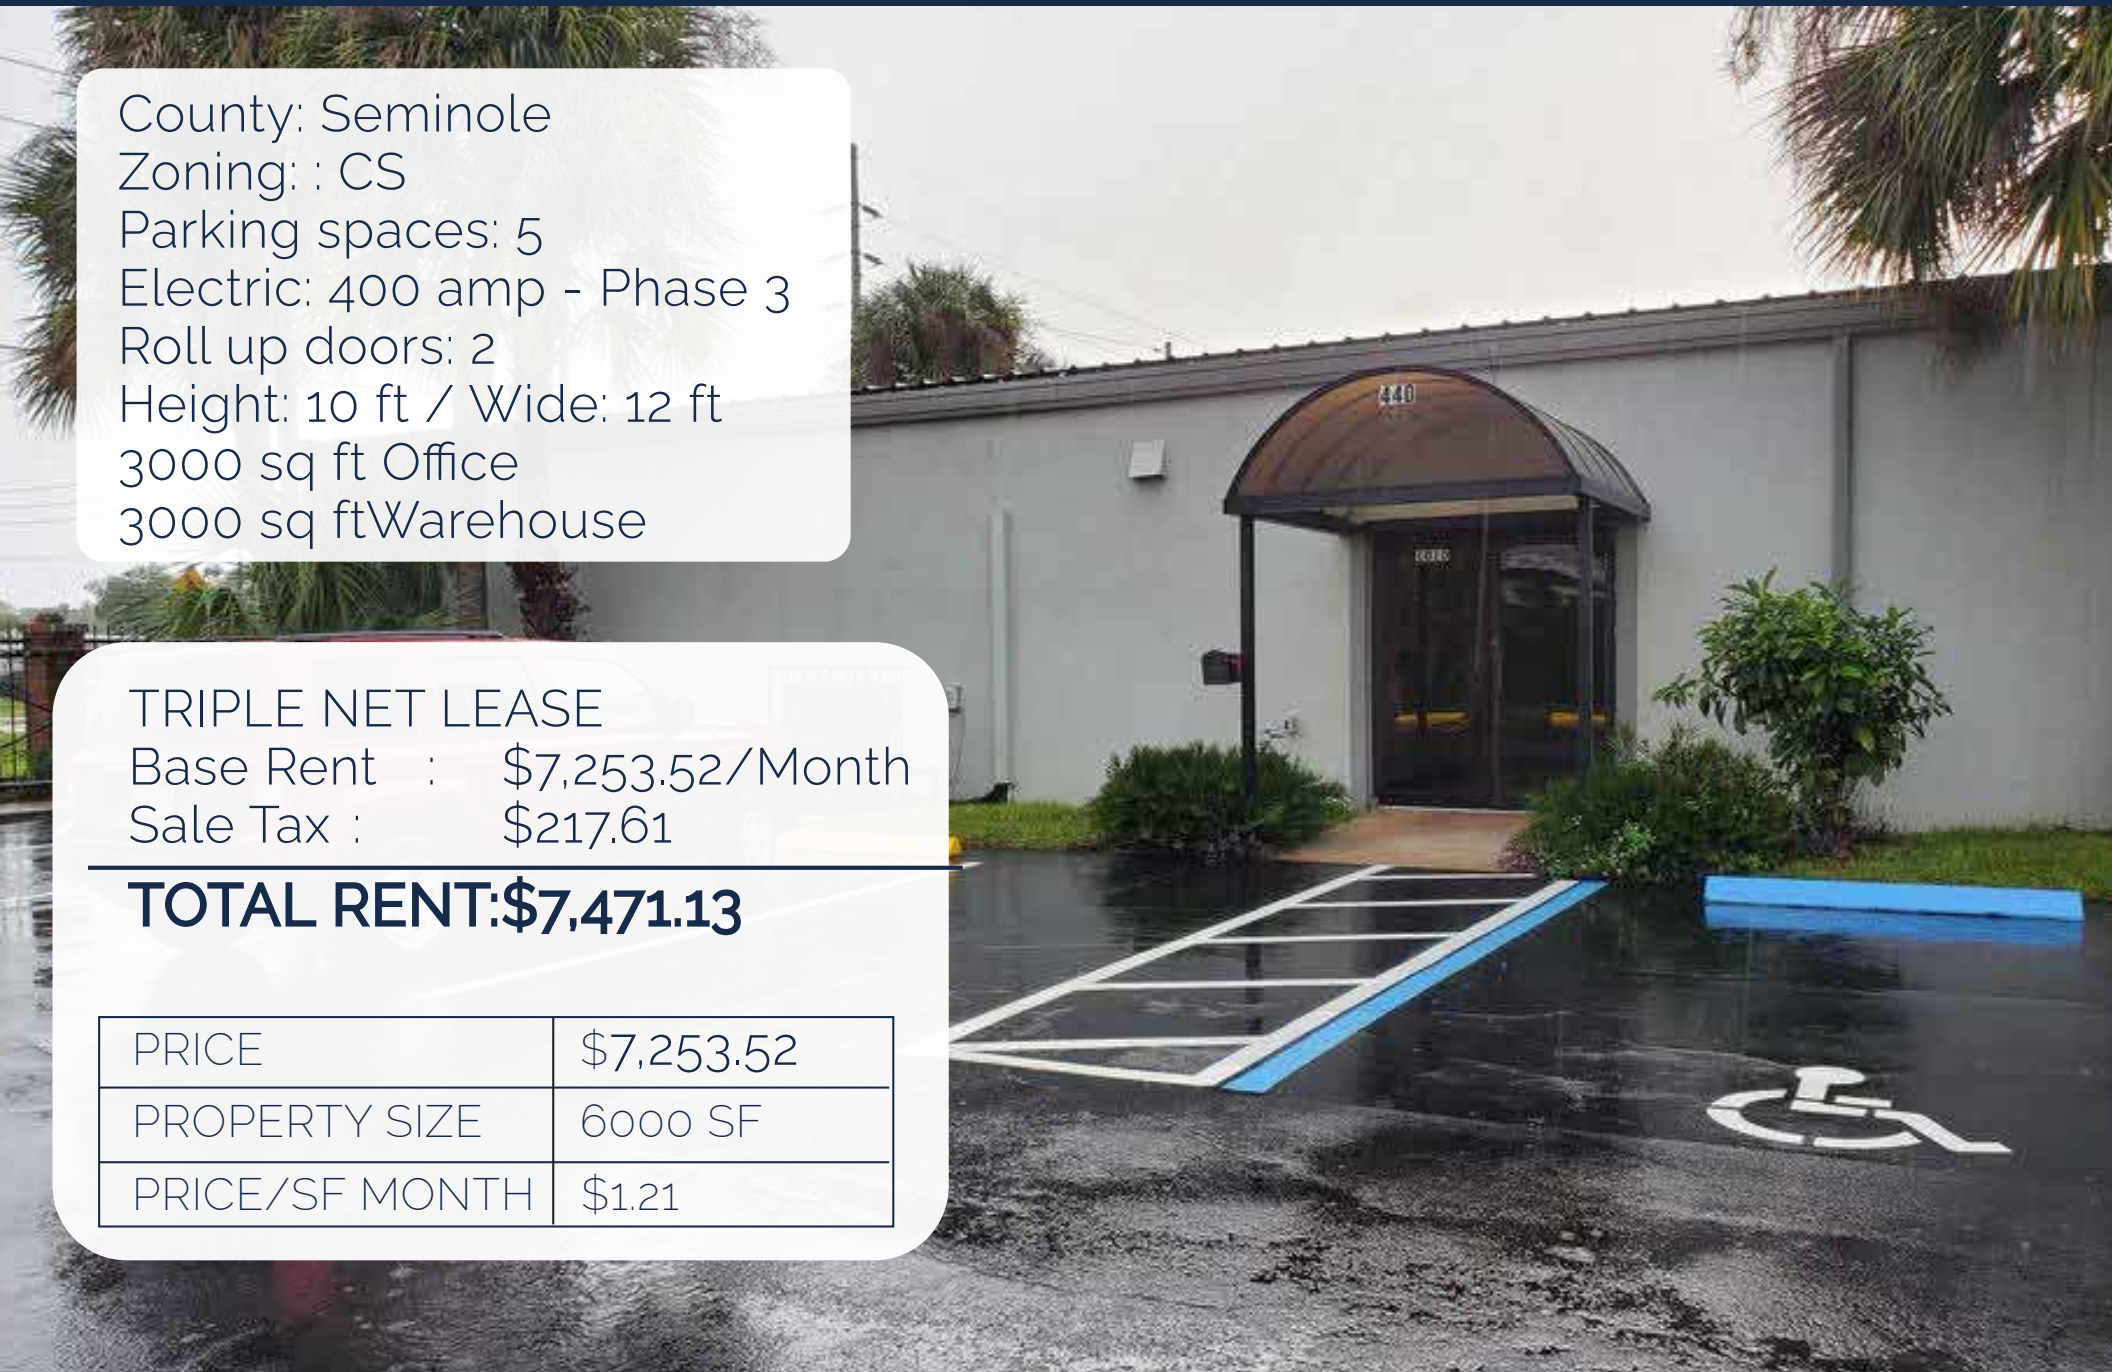 County: Seminole
Zoning: : CS
Parking spaces: 5
Electric: 400 amp - Phase 3
Roll up doors: 2
Height: 10 ft / Wide: 12 ft
3000 sq ft Office
3000 sq ftWarehouse
440
TRIPLE NET LEASE
Base Rent : $7,253.52/Month
Sale Tax : $217.61
TOTAL RENT:$7,471.13
PRICE $7,253.52
PROPERTY SIZE 6000 SF
PRICE/SF MONTH $1.21